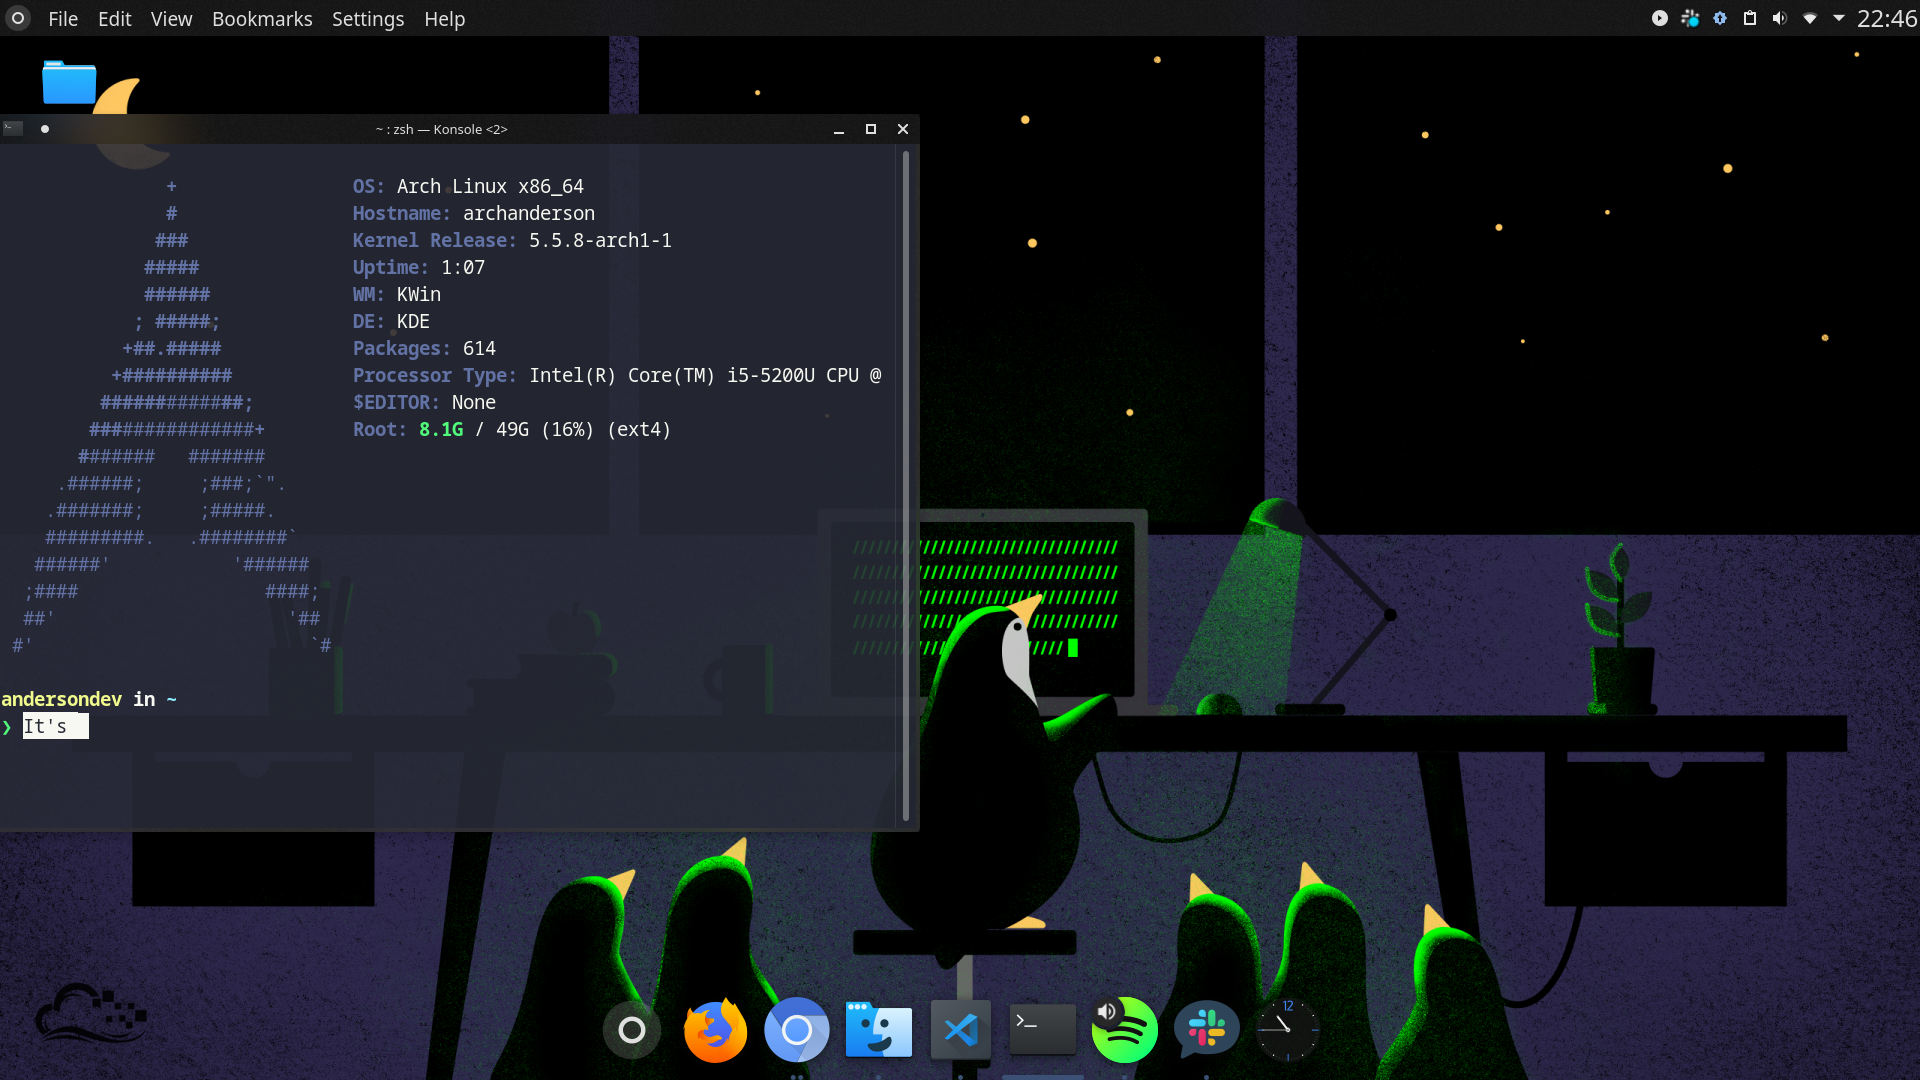 File Edit View Bookmarks Settings Help 22:46
~ : zsh — Konsole <2>
OS: Arch Linux x86_64
Hostname: archanderson
Kernel Release: 5.5.8-arch1-1
Uptime: 1:07
WM: KWin
DE: KDE
Packages: 614
Processor Type: Intel(R) Core(TM) i5-5200U CPU @
$EDITOR: None
Root: 8.1G / 49G (16%) (ext4)
andersondev in ~
❯ It's
12